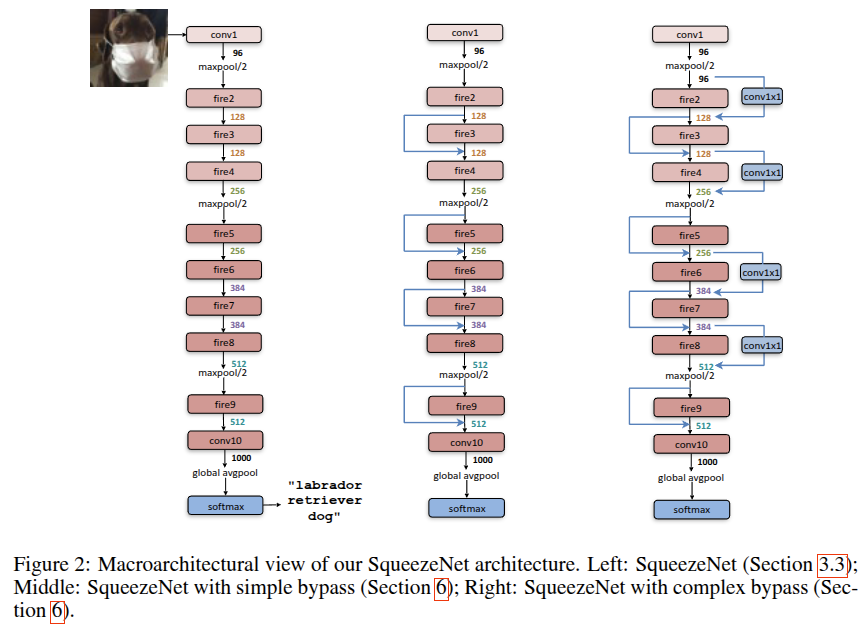 conv1
96
maxpool/2
fire2
128
fire3
128
fire4
256
maxpool/2
fire5
256
fire6
384
fire7
384
fire8
512
maxpool/2
fire9
512
conv10
1000
global avgpool
softmax
"labrador
retriever
dog"
conv1
96
maxpool/2
fire2
128
fire3
128
fire4
256
maxpool/2
fire5
256
fire6
384
fire7
384
fire8
512
maxpool/2
fire9
512
conv10
1000
global avgpool
softmax
conv1
96
maxpool/2
96
fire2
conv1x1
128
fire3
128
fire4
conv1x1
256
maxpool/2
fire5
256
fire6
conv1x1
384
fire7
384
fire8
conv1x1
512
maxpool/2
fire9
512
conv10
1000
global avgpool
softmax
Figure 2: Macroarchitectural view of our SqueezeNet architecture. Left: SqueezeNet (Section 3.3);
Middle: SqueezeNet with simple bypass (Section 6); Right: SqueezeNet with complex bypass (Sec-
tion 6).